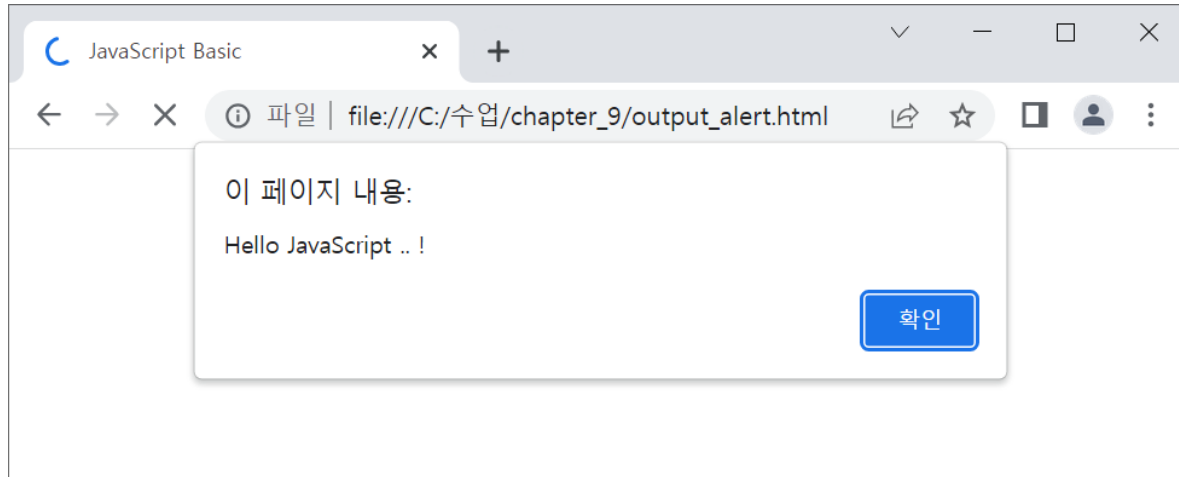 JavaScript Basic
파일 | file:///C:/수업/chapter_9/output_alert.html
이 페이지 내용:
Hello JavaScript .. !
확인